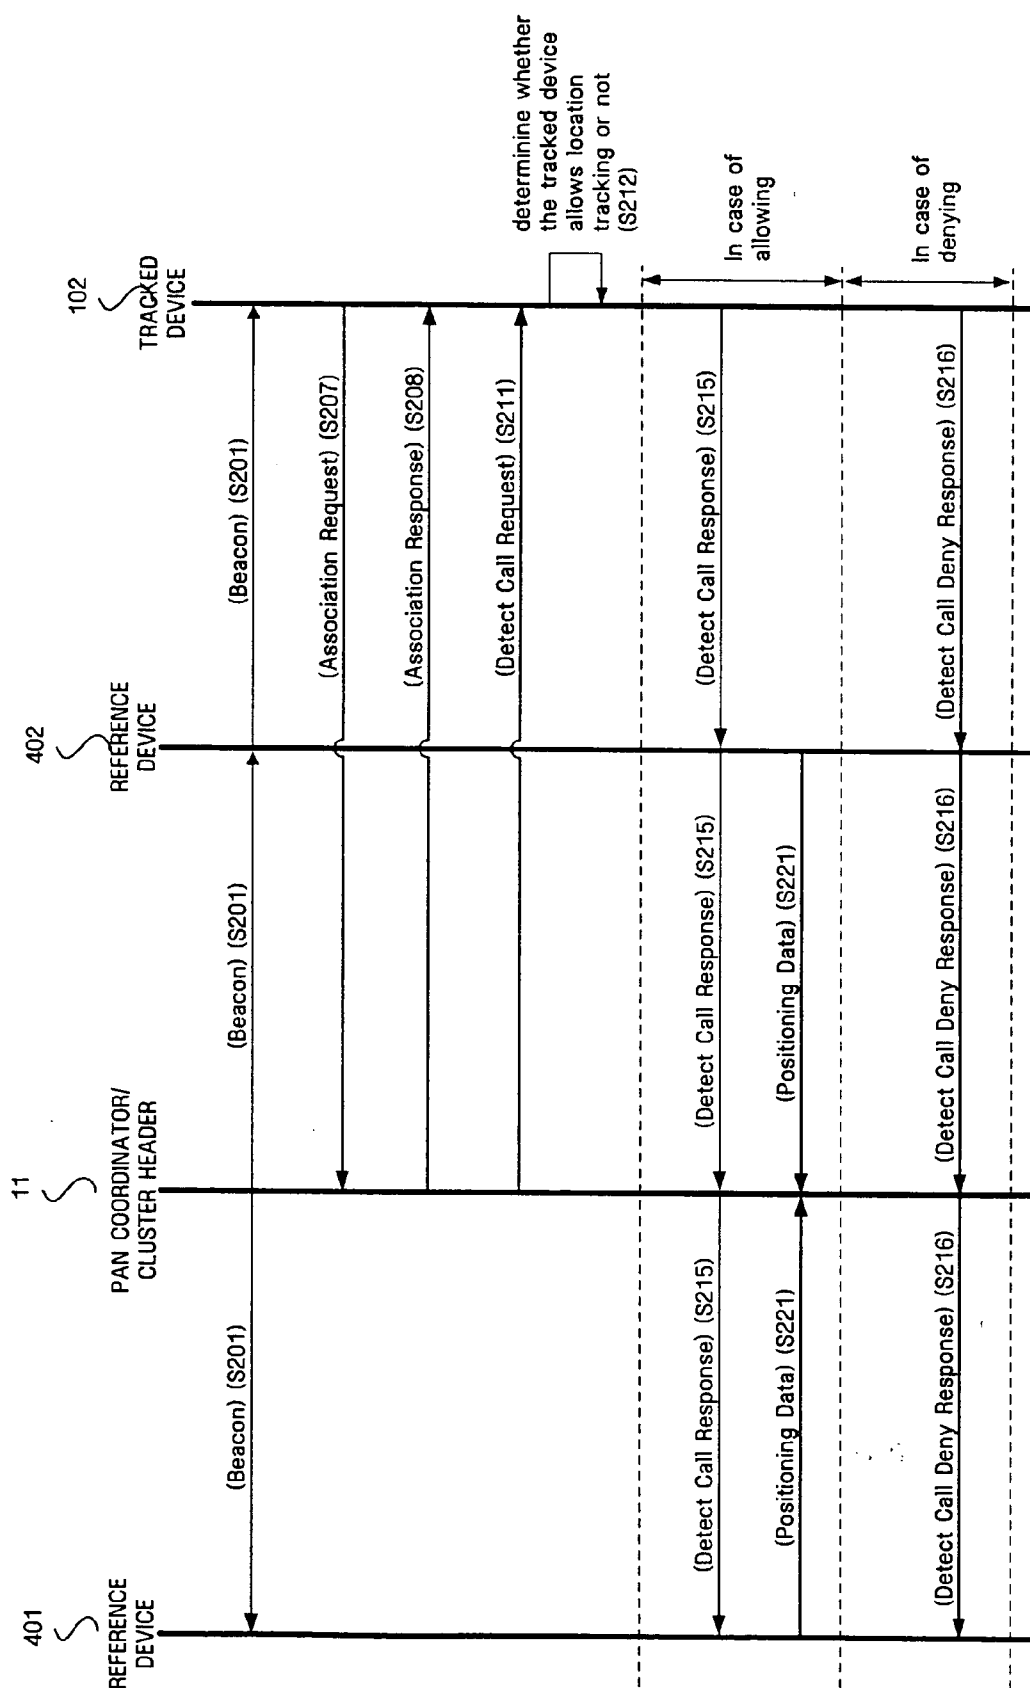 401
REFERENCE
DEVICE
11
PAN COORDINATOR/
CLUSTER HEADER
402
REFERENCE
DEVICE
102
TRACKED
DEVICE
(Beacon) (S201)
(Beacon) (S201)
(Beacon) (S201)
(Association Request) (S207)
(Association Response) (S208)
(Detect Call Request) (S211)
determinine whether
the tracked device
allows location
tracking or not
(S212)
(Detect Call Response) (S215)
(Detect Call Response) (S215)
(Detect Call Response) (S215)
In case of
allowing
(Positioning Data) (S221)
(Positioning Data) (S221)
(Detect Call Deny Response) (S216)
(Detect Call Deny Response) (S216)
(Detect Call Deny Response) (S216)
In case of
denying